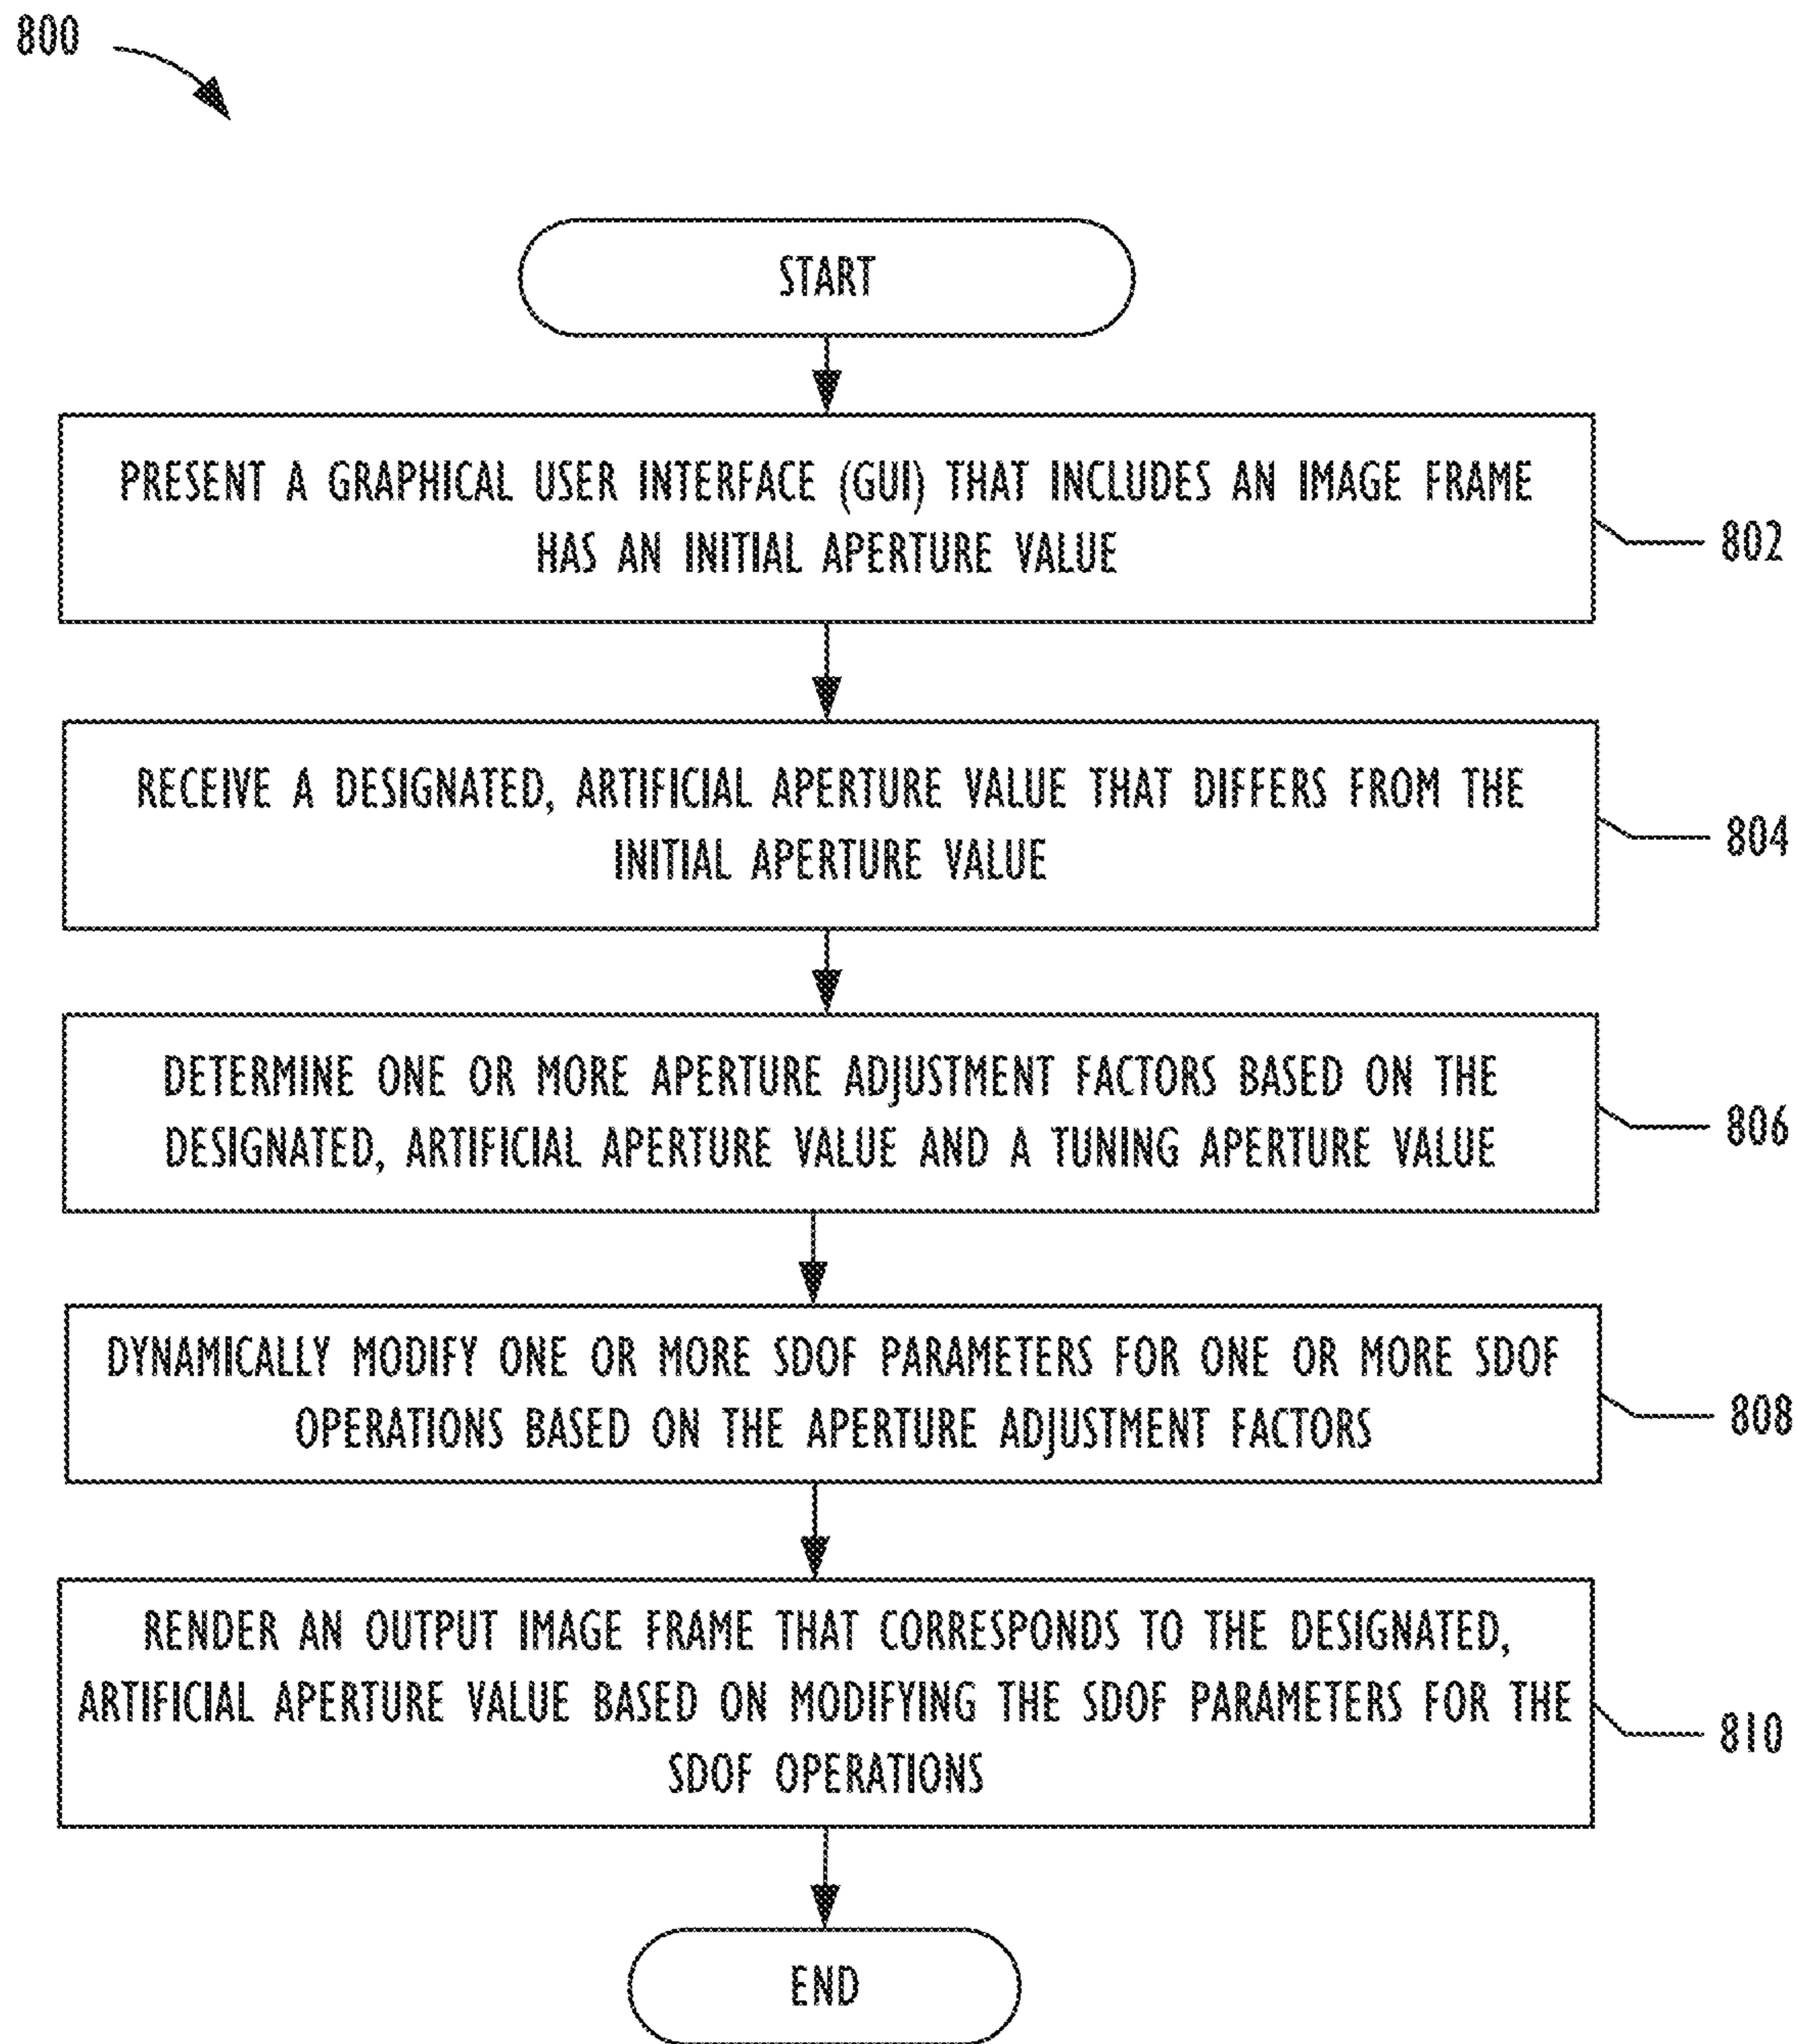 800
START
PRESENT A GRAPHICAL USER INTERFACE (GUI) THAT INCLUDES AN IMAGE FRAME
HAS AN INITIAL APERTURE VALUE
802
RECEIVE A DESIGNATED, ARTIFICIAL APERTURE VALUE THAT DIFFERS FROM THE
INITIAL APERTURE VALUE
804
DETERMINE ONE OR MORE APERTURE ADJUSTMENT FACTORS BASED ON THE
DESIGNATED, ARTIFICIAL APERTURE VALUE AND A TUNING APERTURE VALUE
806
DYNAMICALLY MODIFY ONE OR MORE SDOF PARAMETERS FOR ONE OR MORE SDOF
OPERATIONS BASED ON THE APERTURE ADJUSTMENT FACTORS
808
RENDER AN OUTPUT IMAGE FRAME THAT CORRESPONDS TO THE DESIGNATED,
ARTIFICIAL APERTURE VALUE BASED ON MODIFYING THE SDOF PARAMETERS FOR THE
SDOF OPERATIONS
810
END